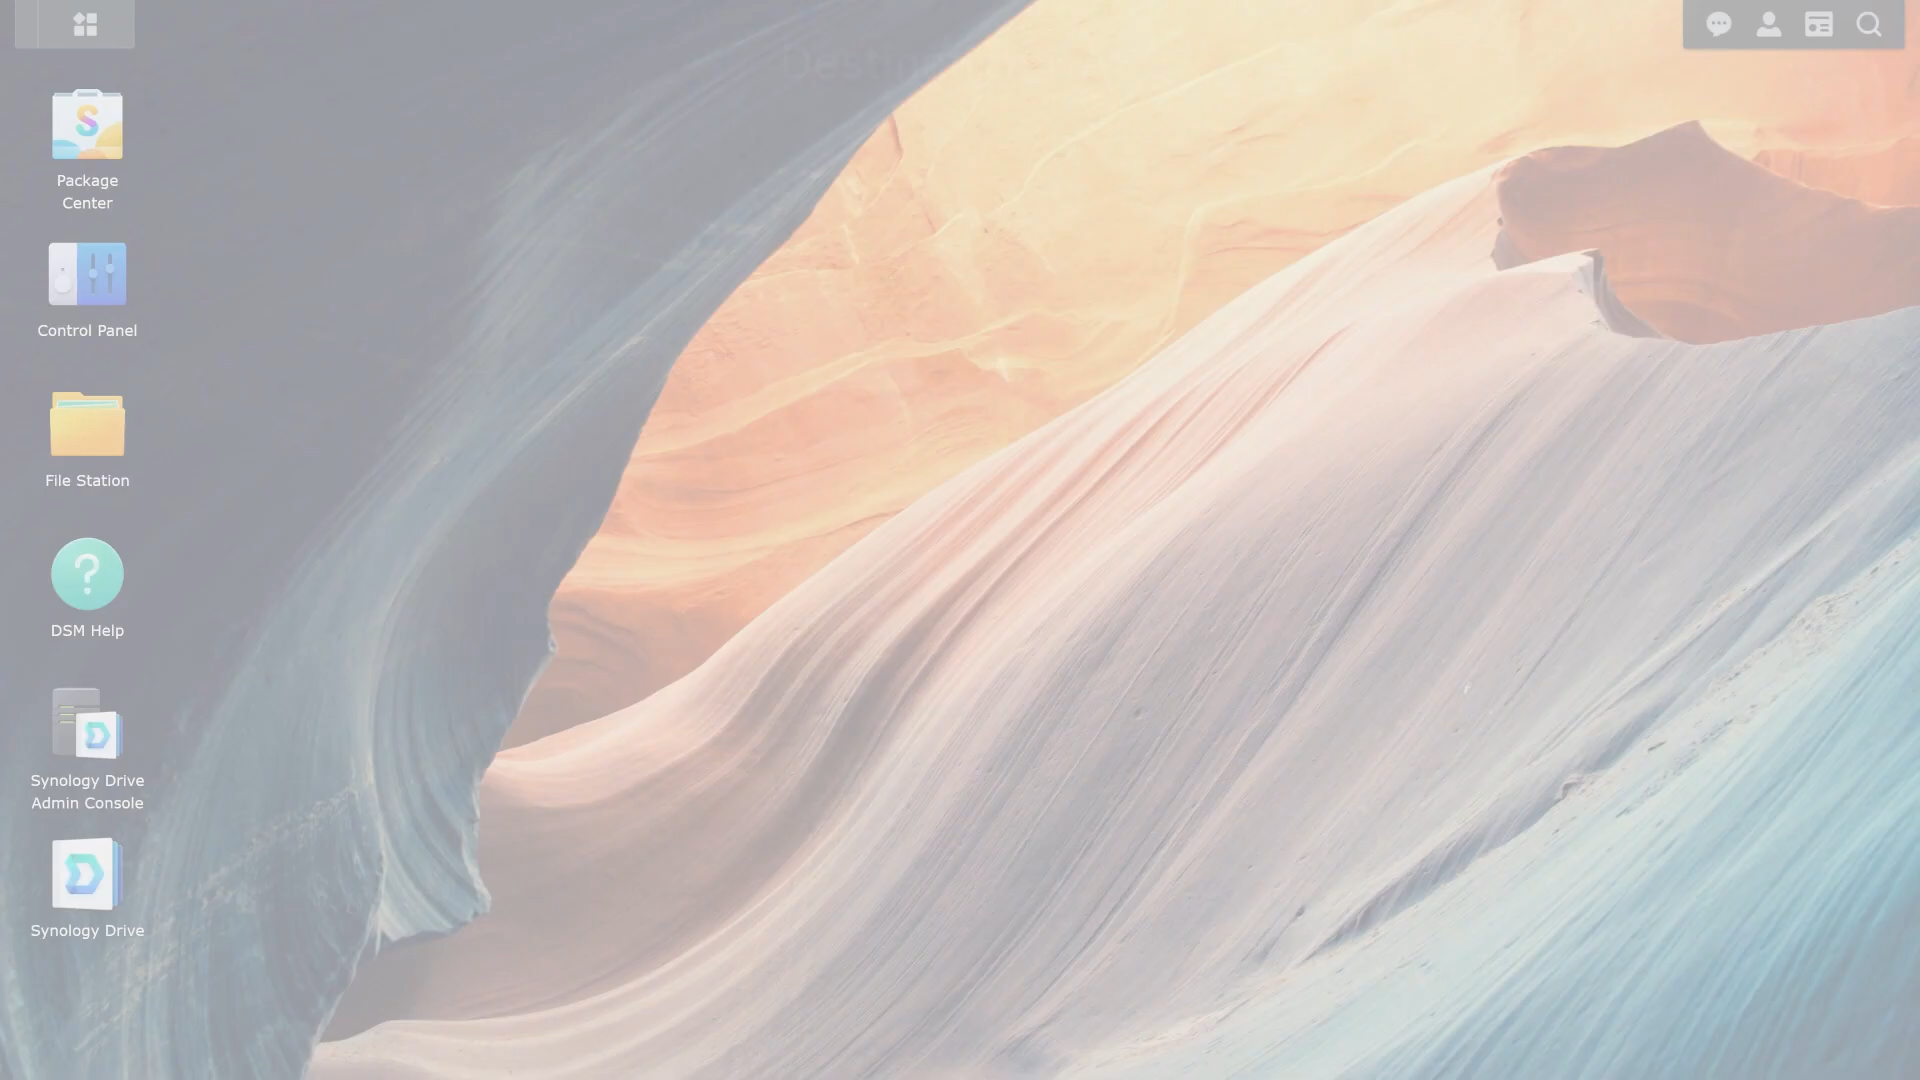 Package
Center
Control Panel
File Station
DSM Help
Synology Drive
Admin Console
Synology Drive